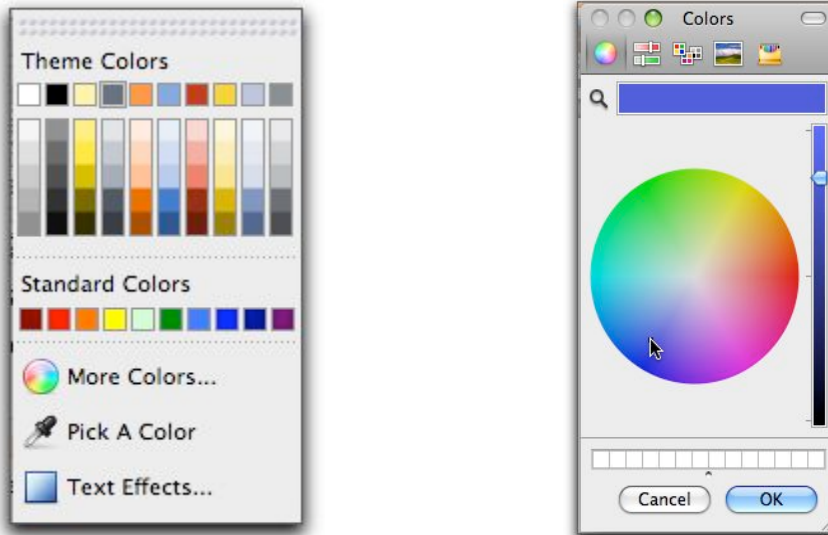 Theme Colors
Standard Colors
More Colors...
Pick A Color
Text Effects...
Colors
Cancel OK